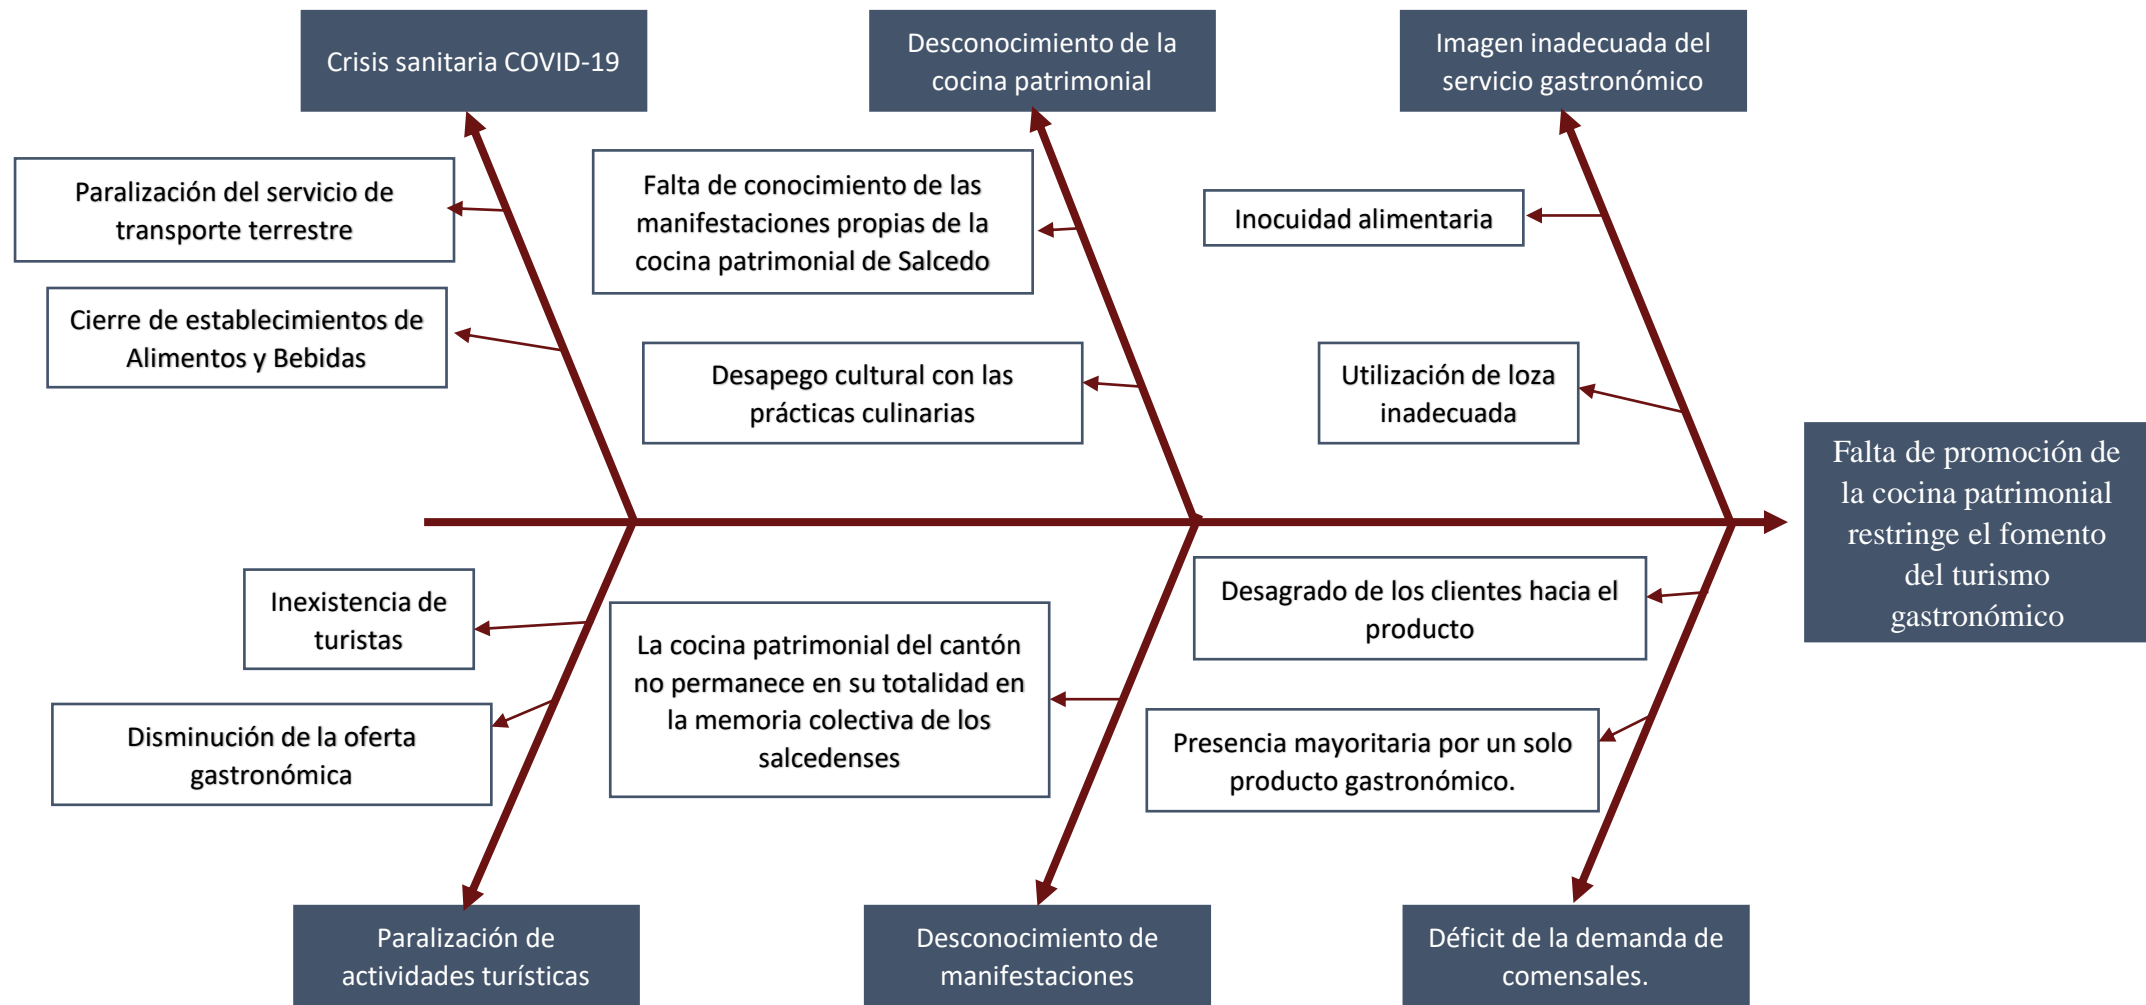 Crisis sanitaria COVID-19
Desconocimiento de la
cocina patrimonial
Imagen inadecuada del
servicio gastronómico
Paralización del servicio de
transporte terrestre
Cierre de establecimientos de
Alimentos y Bebidas
Falta de conocimiento de las
manifestaciones propias de la
cocina patrimonial de Salcedo
Desapego cultural con las
prácticas culinarias
Inocuidad alimentaria
Utilización de loza
inadecuada
Falta de promoción de
la cocina patrimonial
restringe el fomento
del turismo
gastronómico
Inexistencia de
turistas
Disminución de la oferta
gastronómica
La cocina patrimonial del cantón
no permanece en su totalidad en
la memoria colectiva de los
salcedenses
Desagrado de los clientes hacia el
producto
Presencia mayoritaria por un solo
producto gastronómico.
Paralización de
actividades turísticas
Desconocimiento de
manifestaciones
Déficit de la demanda de
comensales.